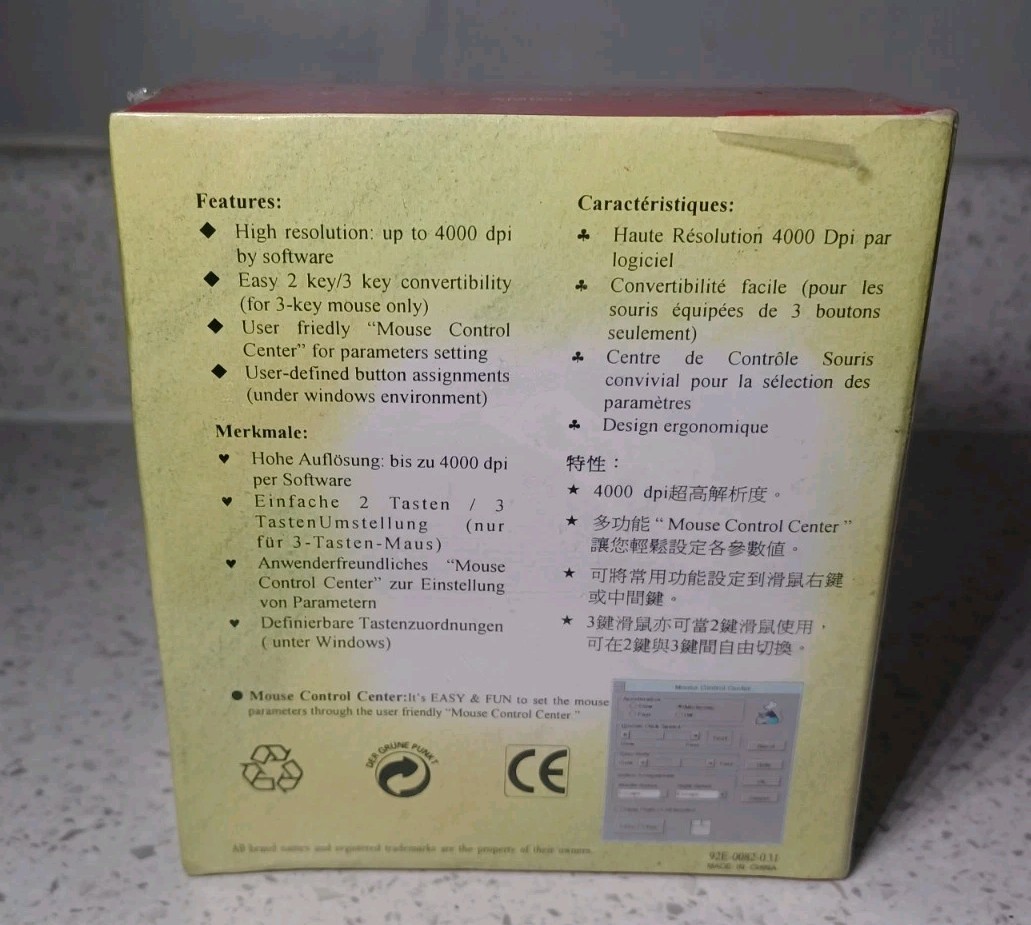 Features:
◆ High resolution: up to 4000 dpi
by software
◆ Easy 2 key/3 key convertibility
(for 3-key mouse only)
◆ User friedly “Mouse Control
Center” for parameters setting
◆ User-defined button assignments
(under windows environment)
Merkmale:
♥ Hohe Auflösung: bis zu 4000 dpi
per Software
♥ Einfache 2 Tasten / 3
TastenUmstellung (nur
für 3-Tasten-Maus)
♥ Anwenderfreundliches “Mouse
Control Center” zur Einstellung
von Parametern
♥ Definierbare Tastenzuordnungen
( unter Windows)
Caractéristiques:
♣ Haute Résolution 4000 Dpi par
logiciel
♣ Convertibilité facile (pour les
souris équipées de 3 boutons
seulement)
♣ Centre de Contrôle Souris
convivial pour la sélection des
paramètres
♣ Design ergonomique
特性：
★ 4000 dpi超高解析度。
★ 多功能“ Mouse Control Center ”
讓您輕鬆設定各參數値。
★ 可將常用功能設定到滑鼠右鍵
或中間鍵。
★ 3鍵滑鼠亦可當2鍵滑鼠使用，
可在2鍵與3鍵間自由切換。
● Mouse Control Center:It's EASY & FUN to set the mouse
parameters through the user friendly “Mouse Control Center.”
Mouse Control Center
DER GRÜNE PUNKT
CE
All brand names and registered trademarks are the property of these owners.
92E-0082-031
MADE IN CHINA